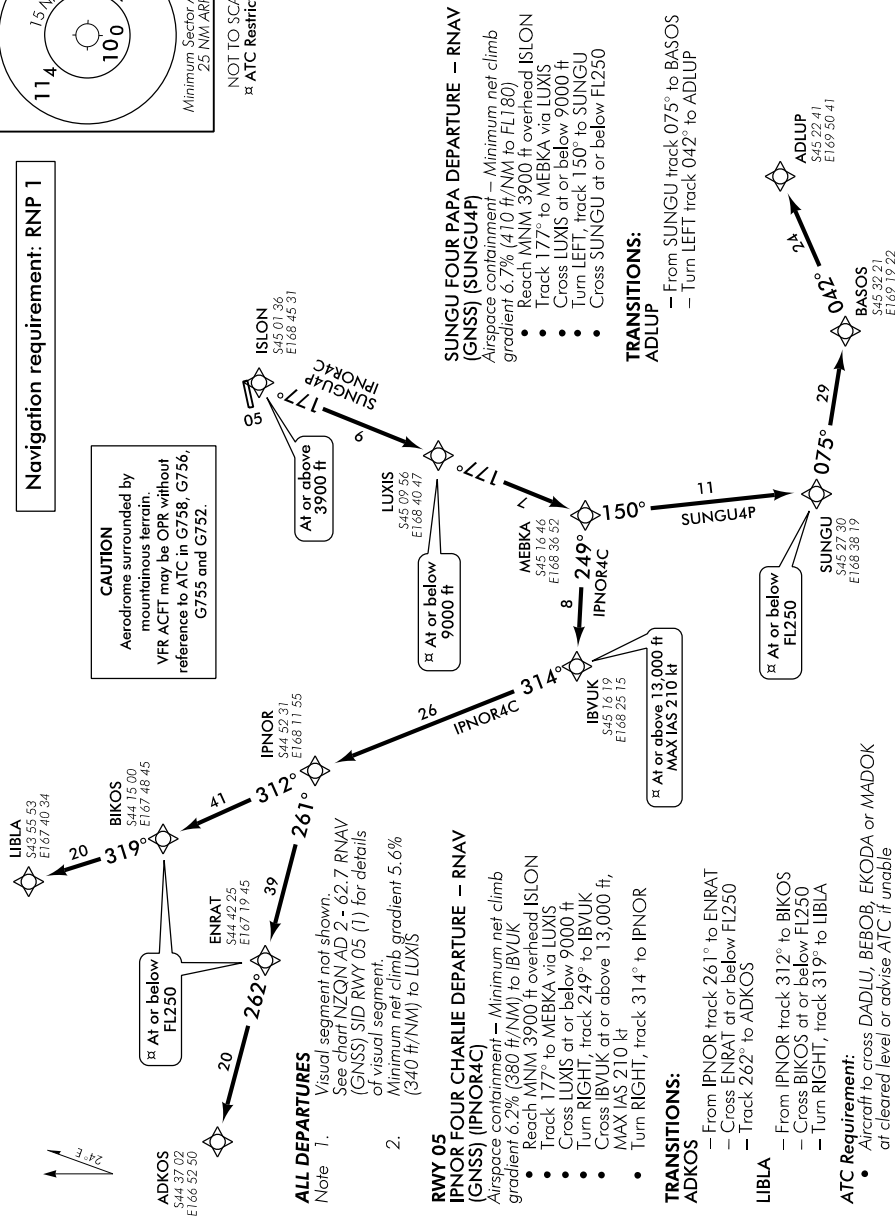 Navigation requirement: RNP 1
15 N
11₄
10₀
Minimum Sector A
25 NM ARP
NOT TO SCA
¤ ATC Restric
CAUTION
Aerodrome surrounded by
mountainous terrain.
VFR ACFT may be OPR without
reference to ATC in G758, G756,
G755 and G752.
24°E
LIBLA
S43 55 53
E167 40 34
20
319°
BIKOS
S44 15 00
E167 48 45
41
312°
IPNOR
S44 52 31
E168 11 55
261°
39
ENRAT
S44 42 25
E167 19 45
¤ At or below
FL250
262°
20
ADKOS
S44 37 02
E166 52 50
ISLON
S45 01 36
E168 45 31
05
At or above
3900 ft
177°
SUNGU4P
IPNOR4C
9
LUXIS
S45 09 56
E168 40 47
¤ At or below
9000 ft
177°
7
MEBKA
S45 16 46
E168 36 52
249°
8
IPNOR4C
IBVUK
S45 16 19
E168 25 15
¤ At or above 13,000 ft
MAX IAS 210 kt
314°
26
IPNOR4C
150°
11
SUNGU4P
SUNGU
S45 27 30
E168 38 19
¤ At or below
FL250
075°
29
BASOS
S45 32 21
E169 19 22
042°
24
ADLUP
S45 22 41
E169 50 41
ALL DEPARTURES
Note 1. Visual segment not shown.
See chart NZQN AD 2 - 62.7 RNAV
(GNSS) SID RWY 05 (1) for details
of visual segment.
2. Minimum net climb gradient 5.6%
(340 ft/NM) to LUXIS
RWY 05
IPNOR FOUR CHARLIE DEPARTURE – RNAV
(GNSS) (IPNOR4C)
Airspace containment – Minimum net climb
gradient 6.2% (380 ft/NM) to IBVUK
• Reach MNM 3900 ft overhead ISLON
• Track 177° to MEBKA via LUXIS
• Cross LUXIS at or below 9000 ft
• Turn RIGHT, track 249° to IBVUK
• Cross IBVUK at or above 13,000 ft,
MAX IAS 210 kt
• Turn RIGHT, track 314° to IPNOR
TRANSITIONS:
ADKOS
– From IPNOR track 261° to ENRAT
– Cross ENRAT at or below FL250
– Track 262° to ADKOS
LIBLA
– From IPNOR track 312° to BIKOS
– Cross BIKOS at or below FL250
– Turn RIGHT, track 319° to LIBLA
ATC Requirement:
• Aircraft to cross DADLU, BEBOB, EKODA or MADOK
at cleared level or advise ATC if unable
SUNGU FOUR PAPA DEPARTURE – RNAV
(GNSS) (SUNGU4P)
Airspace containment – Minimum net climb
gradient 6.7% (410 ft/NM to FL180)
• Reach MNM 3900 ft overhead ISLON
• Track 177° to MEBKA via LUXIS
• Cross LUXIS at or below 9000 ft
• Turn LEFT, track 150° to SUNGU
• Cross SUNGU at or below FL250
TRANSITIONS:
ADLUP
– From SUNGU track 075° to BASOS
– Turn LEFT track 042° to ADLUP